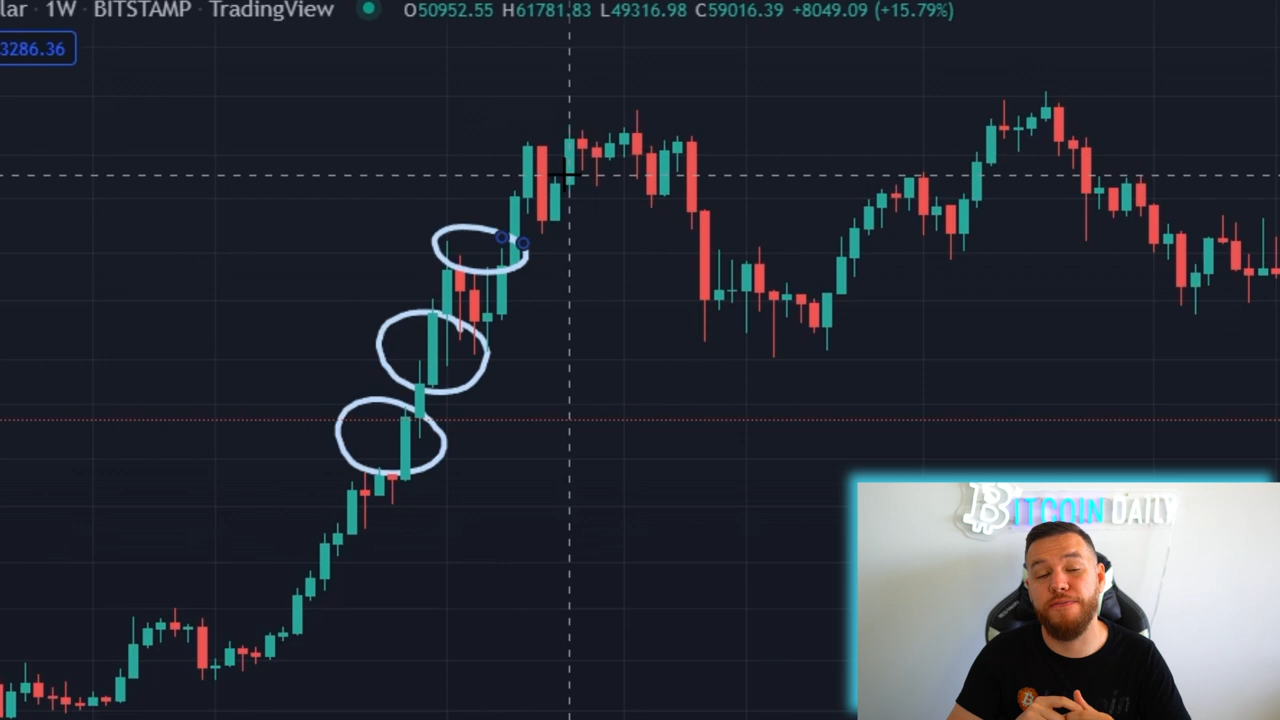 lar · 1W · BITSTAMP · TradingView O50952.55 H61781.83 L49316.98 C59016.39 +8049.09 (+15.79%)
3286.36
BITCOIN DAILY